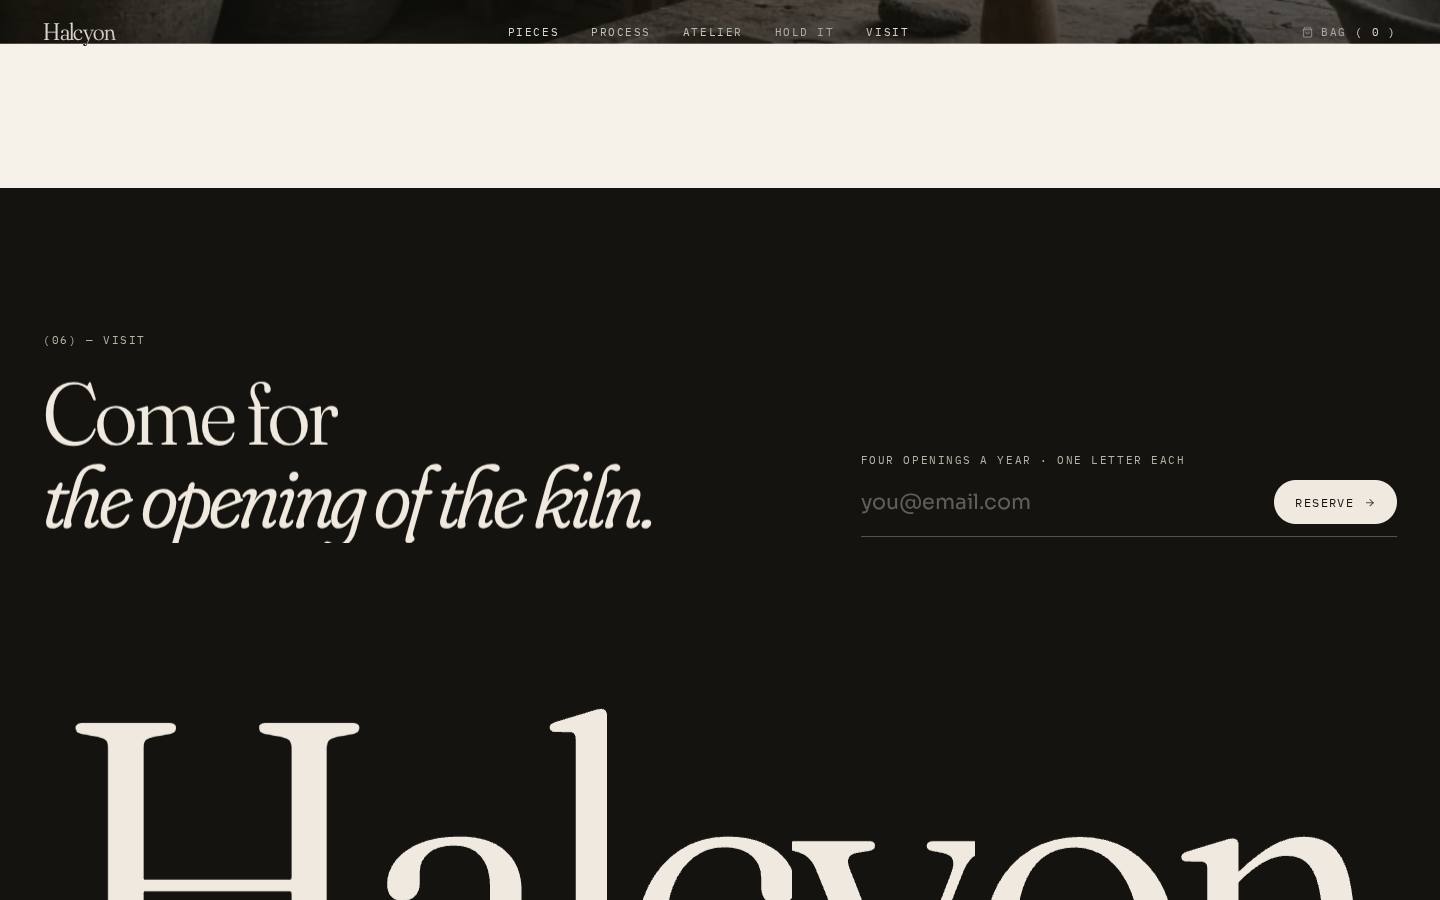 Halcyon
PIECES PROCESS ATELIER HOLD IT VISIT
BAG ( 0 )
(06) — VISIT
Come for
the opening of the kiln.
FOUR OPENINGS A YEAR · ONE LETTER EACH
you@email.com
RESERVE →
Halcyon